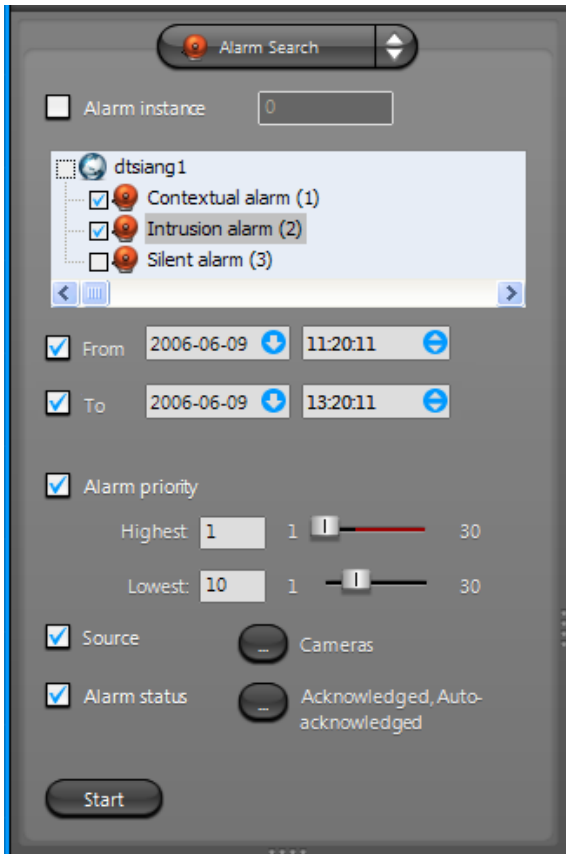 Alarm Search
Alarm instance 0
dtsiang1
Contextual alarm (1)
Intrusion alarm (2)
Silent alarm (3)
From 2006-06-09 11:20:11
To 2006-06-09 13:20:11
Alarm priority
Highest 1 1 30
Lowest: 10 1 30
Source ... Cameras
Alarm status ... Acknowledged, Auto-
acknowledged
Start